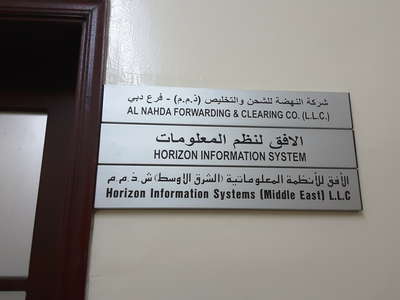 شركة النهضة للشحن والتخليص (ذ.م.م) - فرع دبي
AL NAHDA FORWARDING & CLEARING CO. (L.L.C.)
الافق لنظم المعلومات
HORIZON INFORMATION SYSTEM
الأفق للأنظمة المعلوماتية (الشرق الاوسط) ش.ذ.م.م
Horizon Information Systems (Middle East) L.L.C